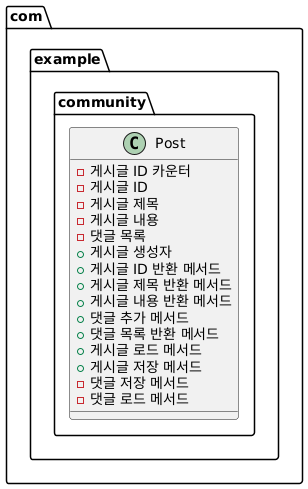 com
example
community
C Post
게시글 ID 카운터
게시글 ID
게시글 제목
게시글 내용
댓글 목록
게시글 생성자
게시글 ID 반환 메서드
게시글 제목 반환 메서드
게시글 내용 반환 메서드
댓글 추가 메서드
댓글 목록 반환 메서드
게시글 로드 메서드
게시글 저장 메서드
댓글 저장 메서드
댓글 로드 메서드